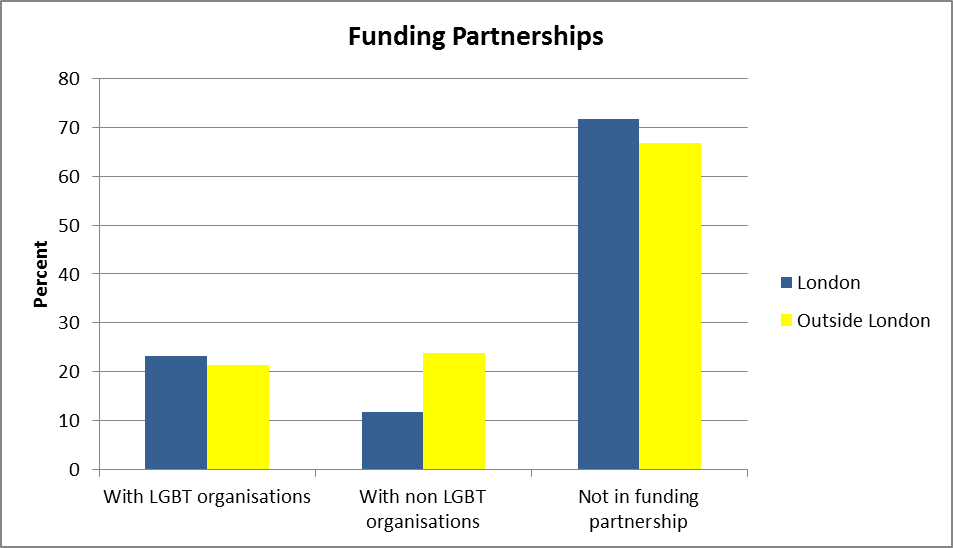 Funding Partnerships
80
70
60
50
40
30
20
10
0
Percent
With LGBT organisations
With non LGBT
organisations
Not in funding
partnership
London
Outside London